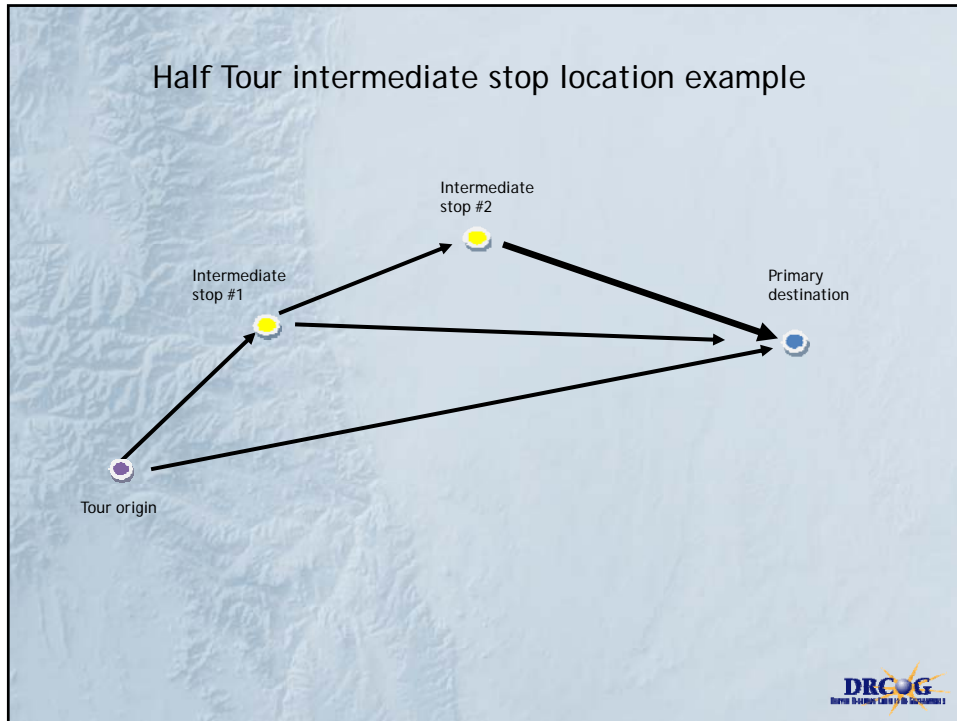 Half Tour intermediate stop location example
Intermediate
stop #2
Intermediate
stop #1
Primary
destination
Tour origin
DRCOG